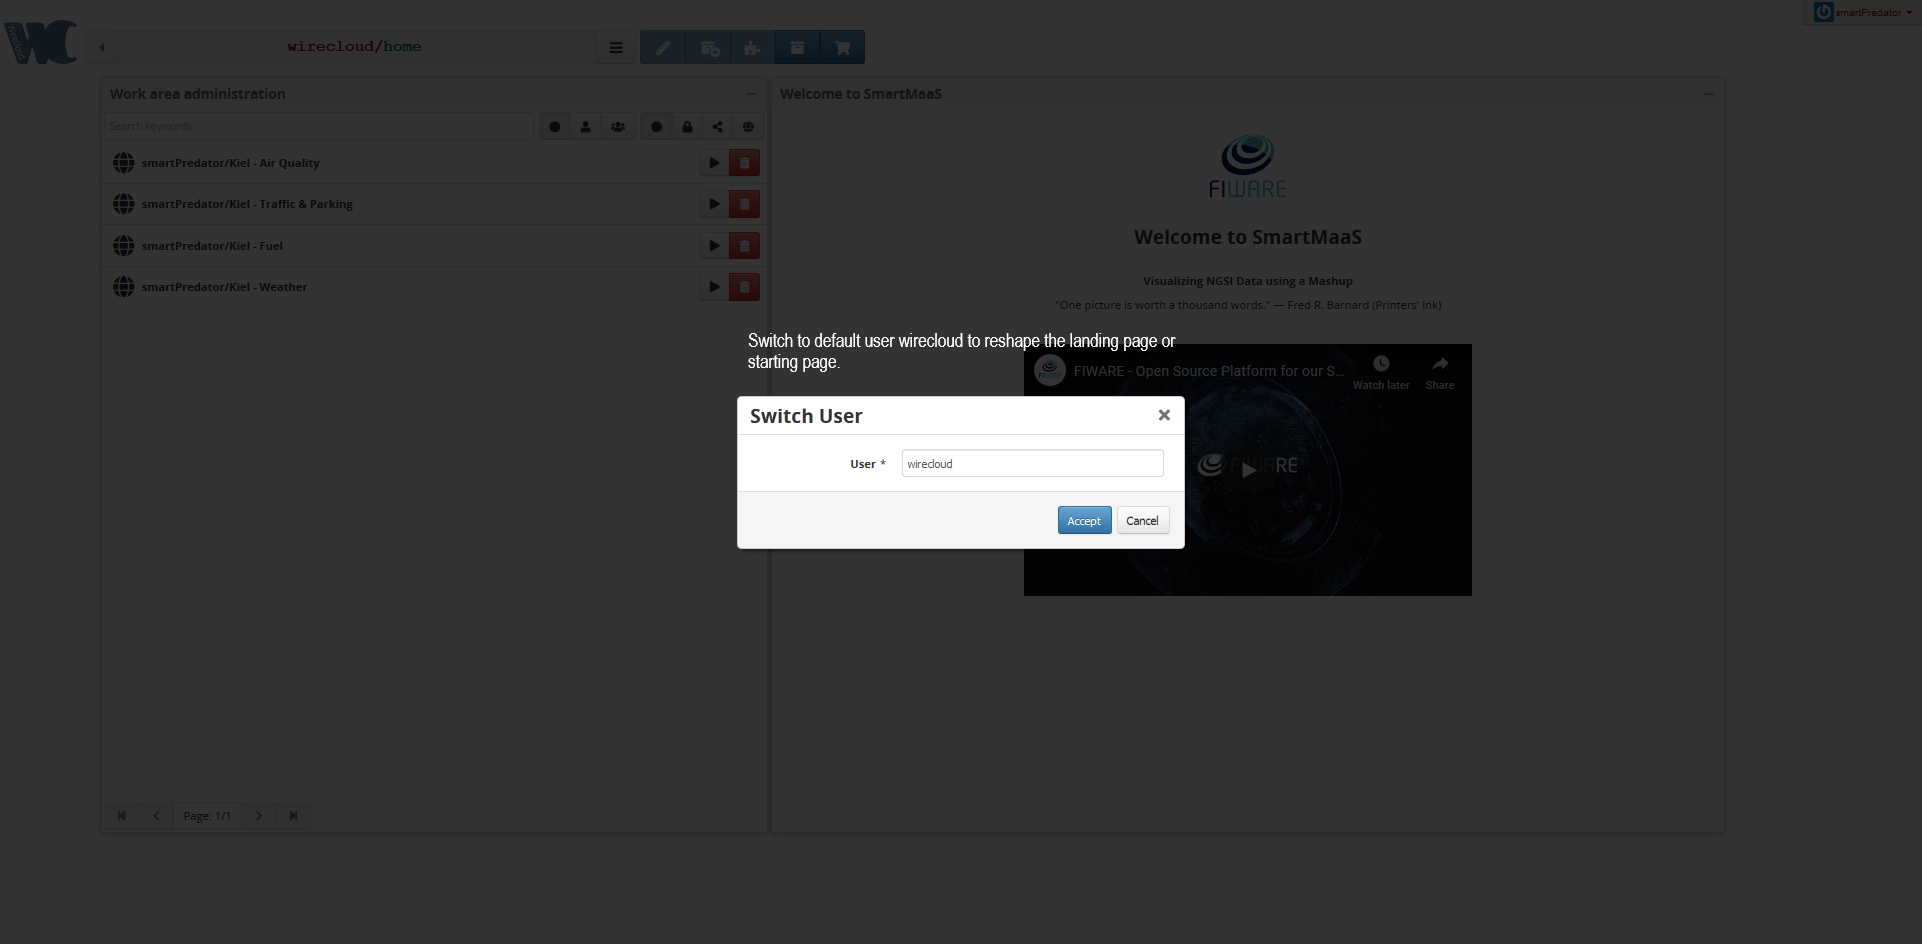 smartPredator
WC
Wirecloud
wirecloud/home
Work area administration
Search keywords
smartPredator/Kiel - Air Quality
smartPredator/Kiel - Traffic & Parking
smartPredator/Kiel - Fuel
smartPredator/Kiel - Weather
Page: 1/1
Welcome to SmartMaaS
FIWARE
Welcome to SmartMaaS
Visualizing NGSI Data using a Mashup
"One picture is worth a thousand words." — Fred R. Barnard (Printers' Ink)
Switch to default user wirecloud to reshape the landing page or
starting page.
FIWARE - Open Source Platform for our S...
Watch later
Share
FIWARE
Switch User
User *
wirecloud
Accept
Cancel